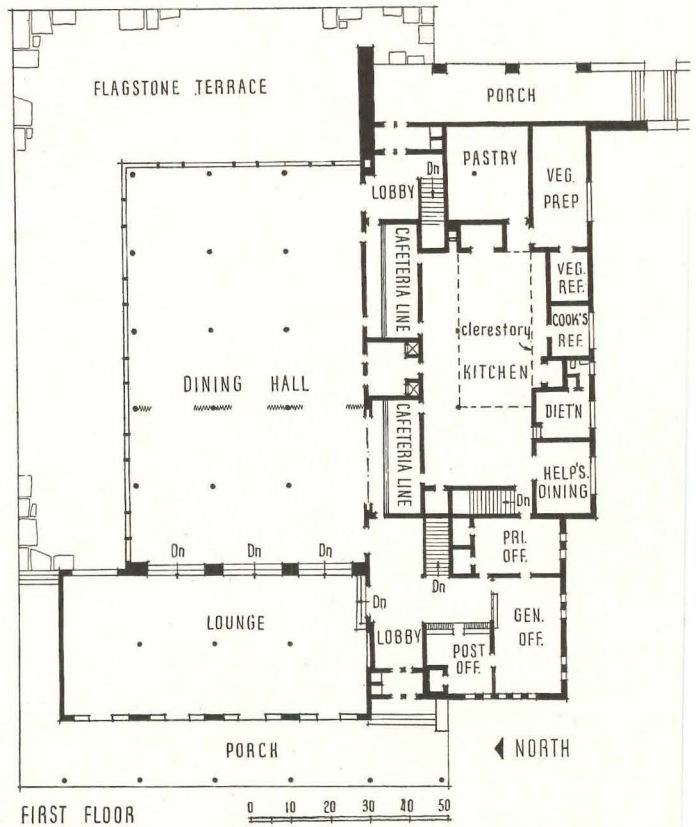 FLAGSTONE TERRACE
PORCH
PASTRY
VEG.
PREP
Dn
LOBBY
CAFETERIA LINE
VEG.
REF.
COOK'S
REF.
clerestory
KITCHEN
DINING HALL
DIET'N
CAFETERIA LINE
HELP'S.
DINING
Dn
PRI.
OFF.
Dn
Dn
Dn
Dn
Dn
LOUNGE
LOBBY
GEN.
OFF.
POST
OFF.
NORTH
PORCH
FIRST FLOOR
0 10 20 30 40 50